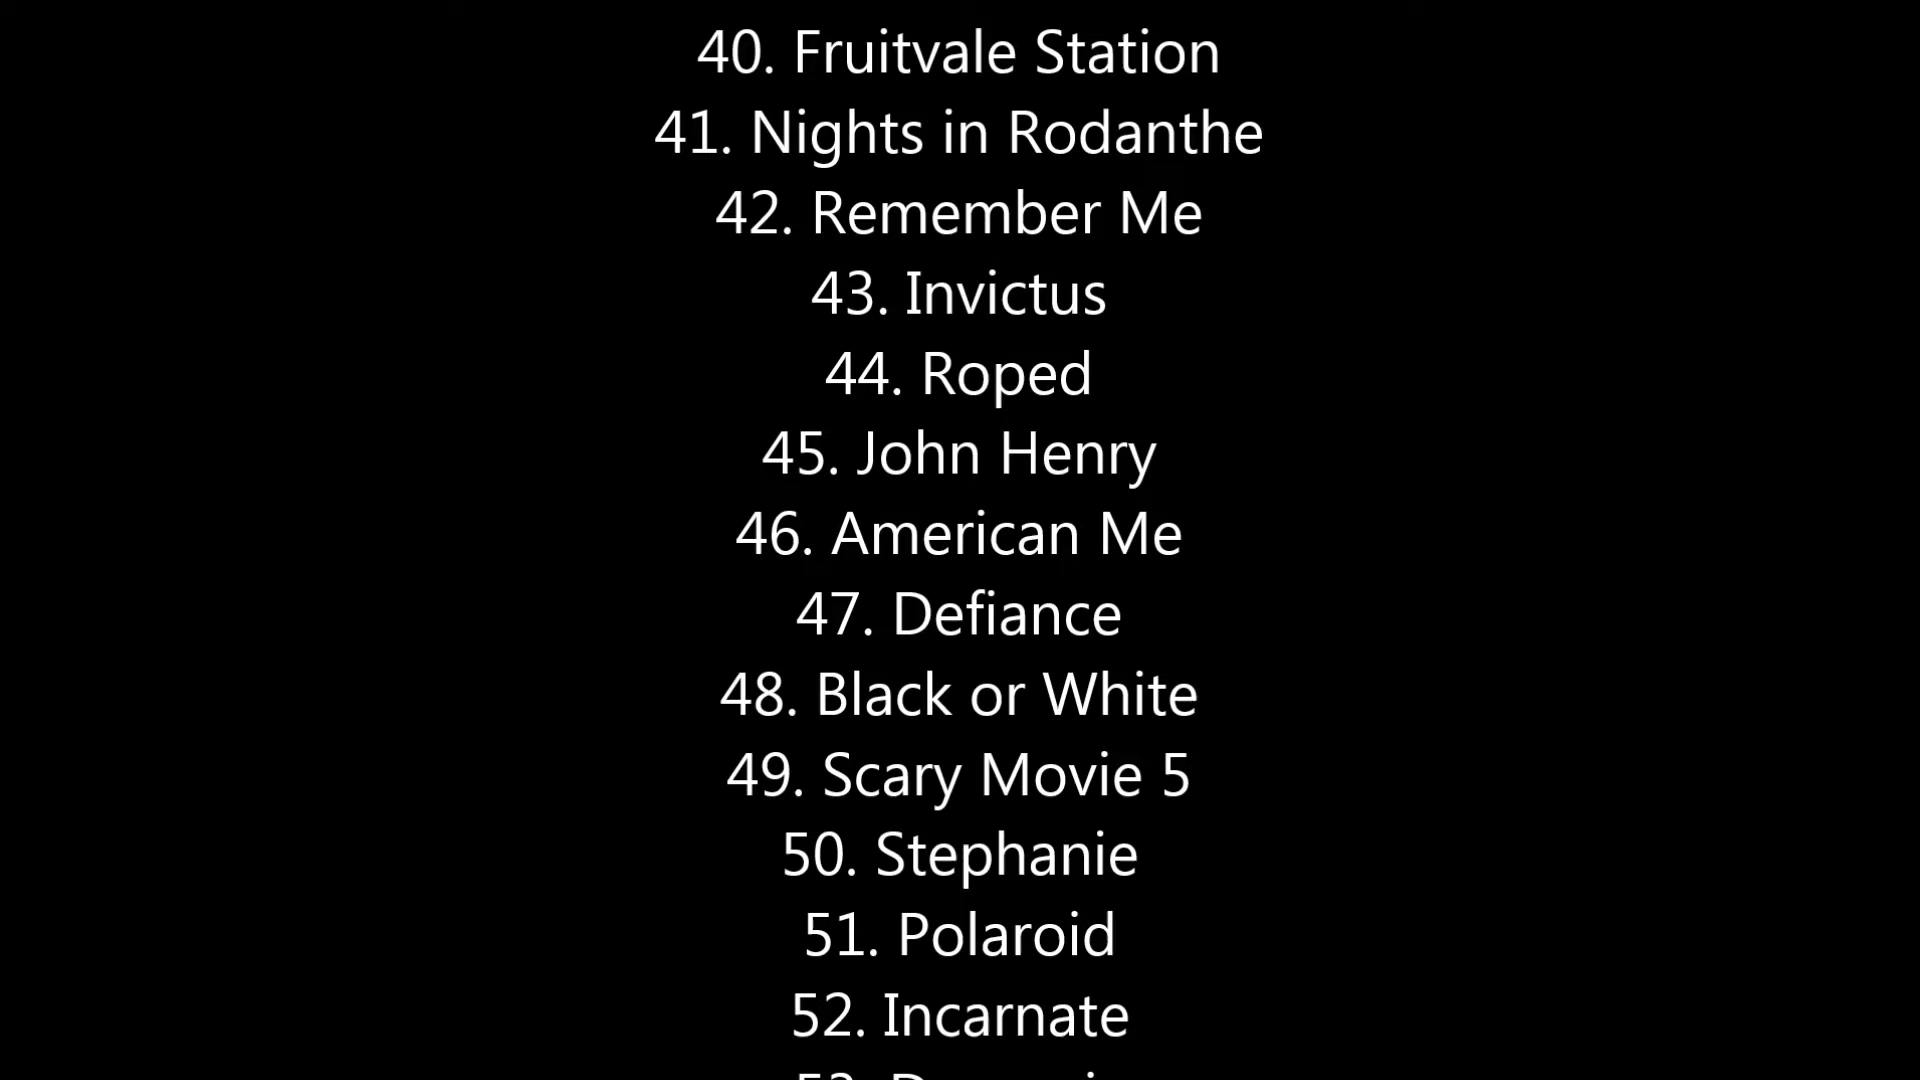 40. Fruitvale Station
41. Nights in Rodanthe
42. Remember Me
43. Invictus
44. Roped
45. John Henry
46. American Me
47. Defiance
48. Black or White
49. Scary Movie 5
50. Stephanie
51. Polaroid
52. Incarnate
53.